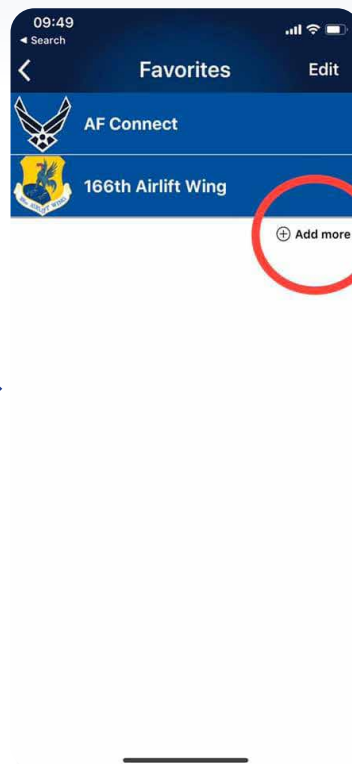 09:49
◄ Search
Favorites
Edit
AF Connect
166th Airlift Wing
Add more